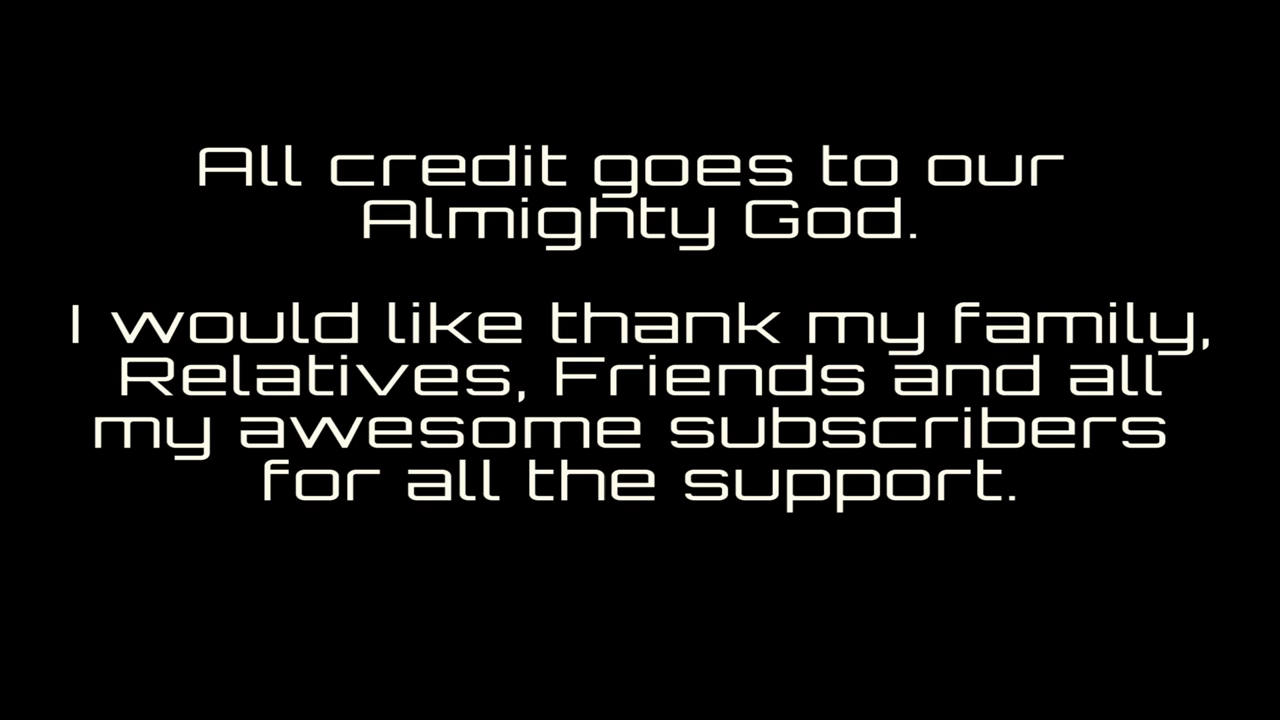 All credit goes to our
Almighty God.
I would like thank my family,
Relatives, Friends and all
my awesome subscribers
for all the support.